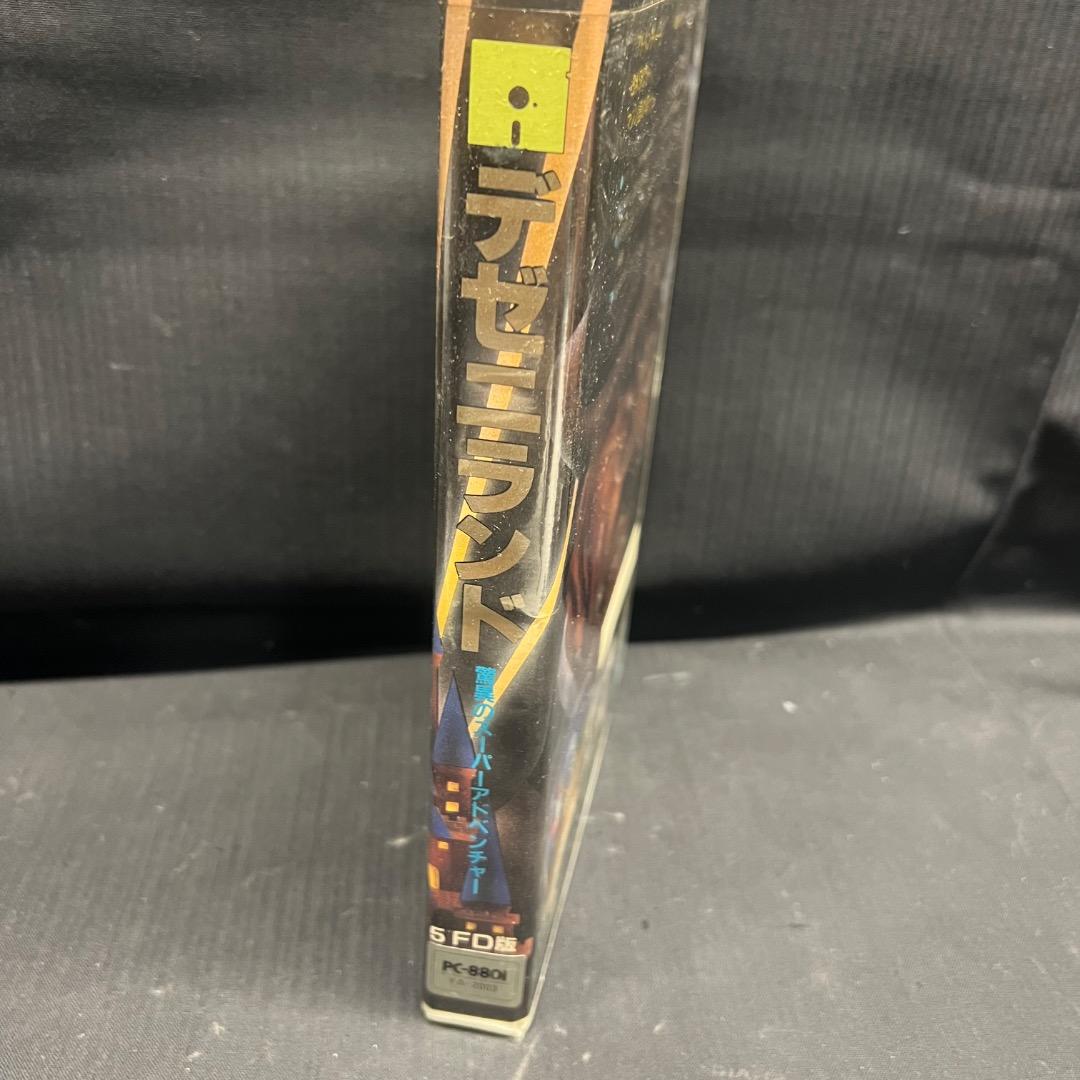 デゼニランド
驚異のスーパーアドベンチャー
5 FD版
PC-8801